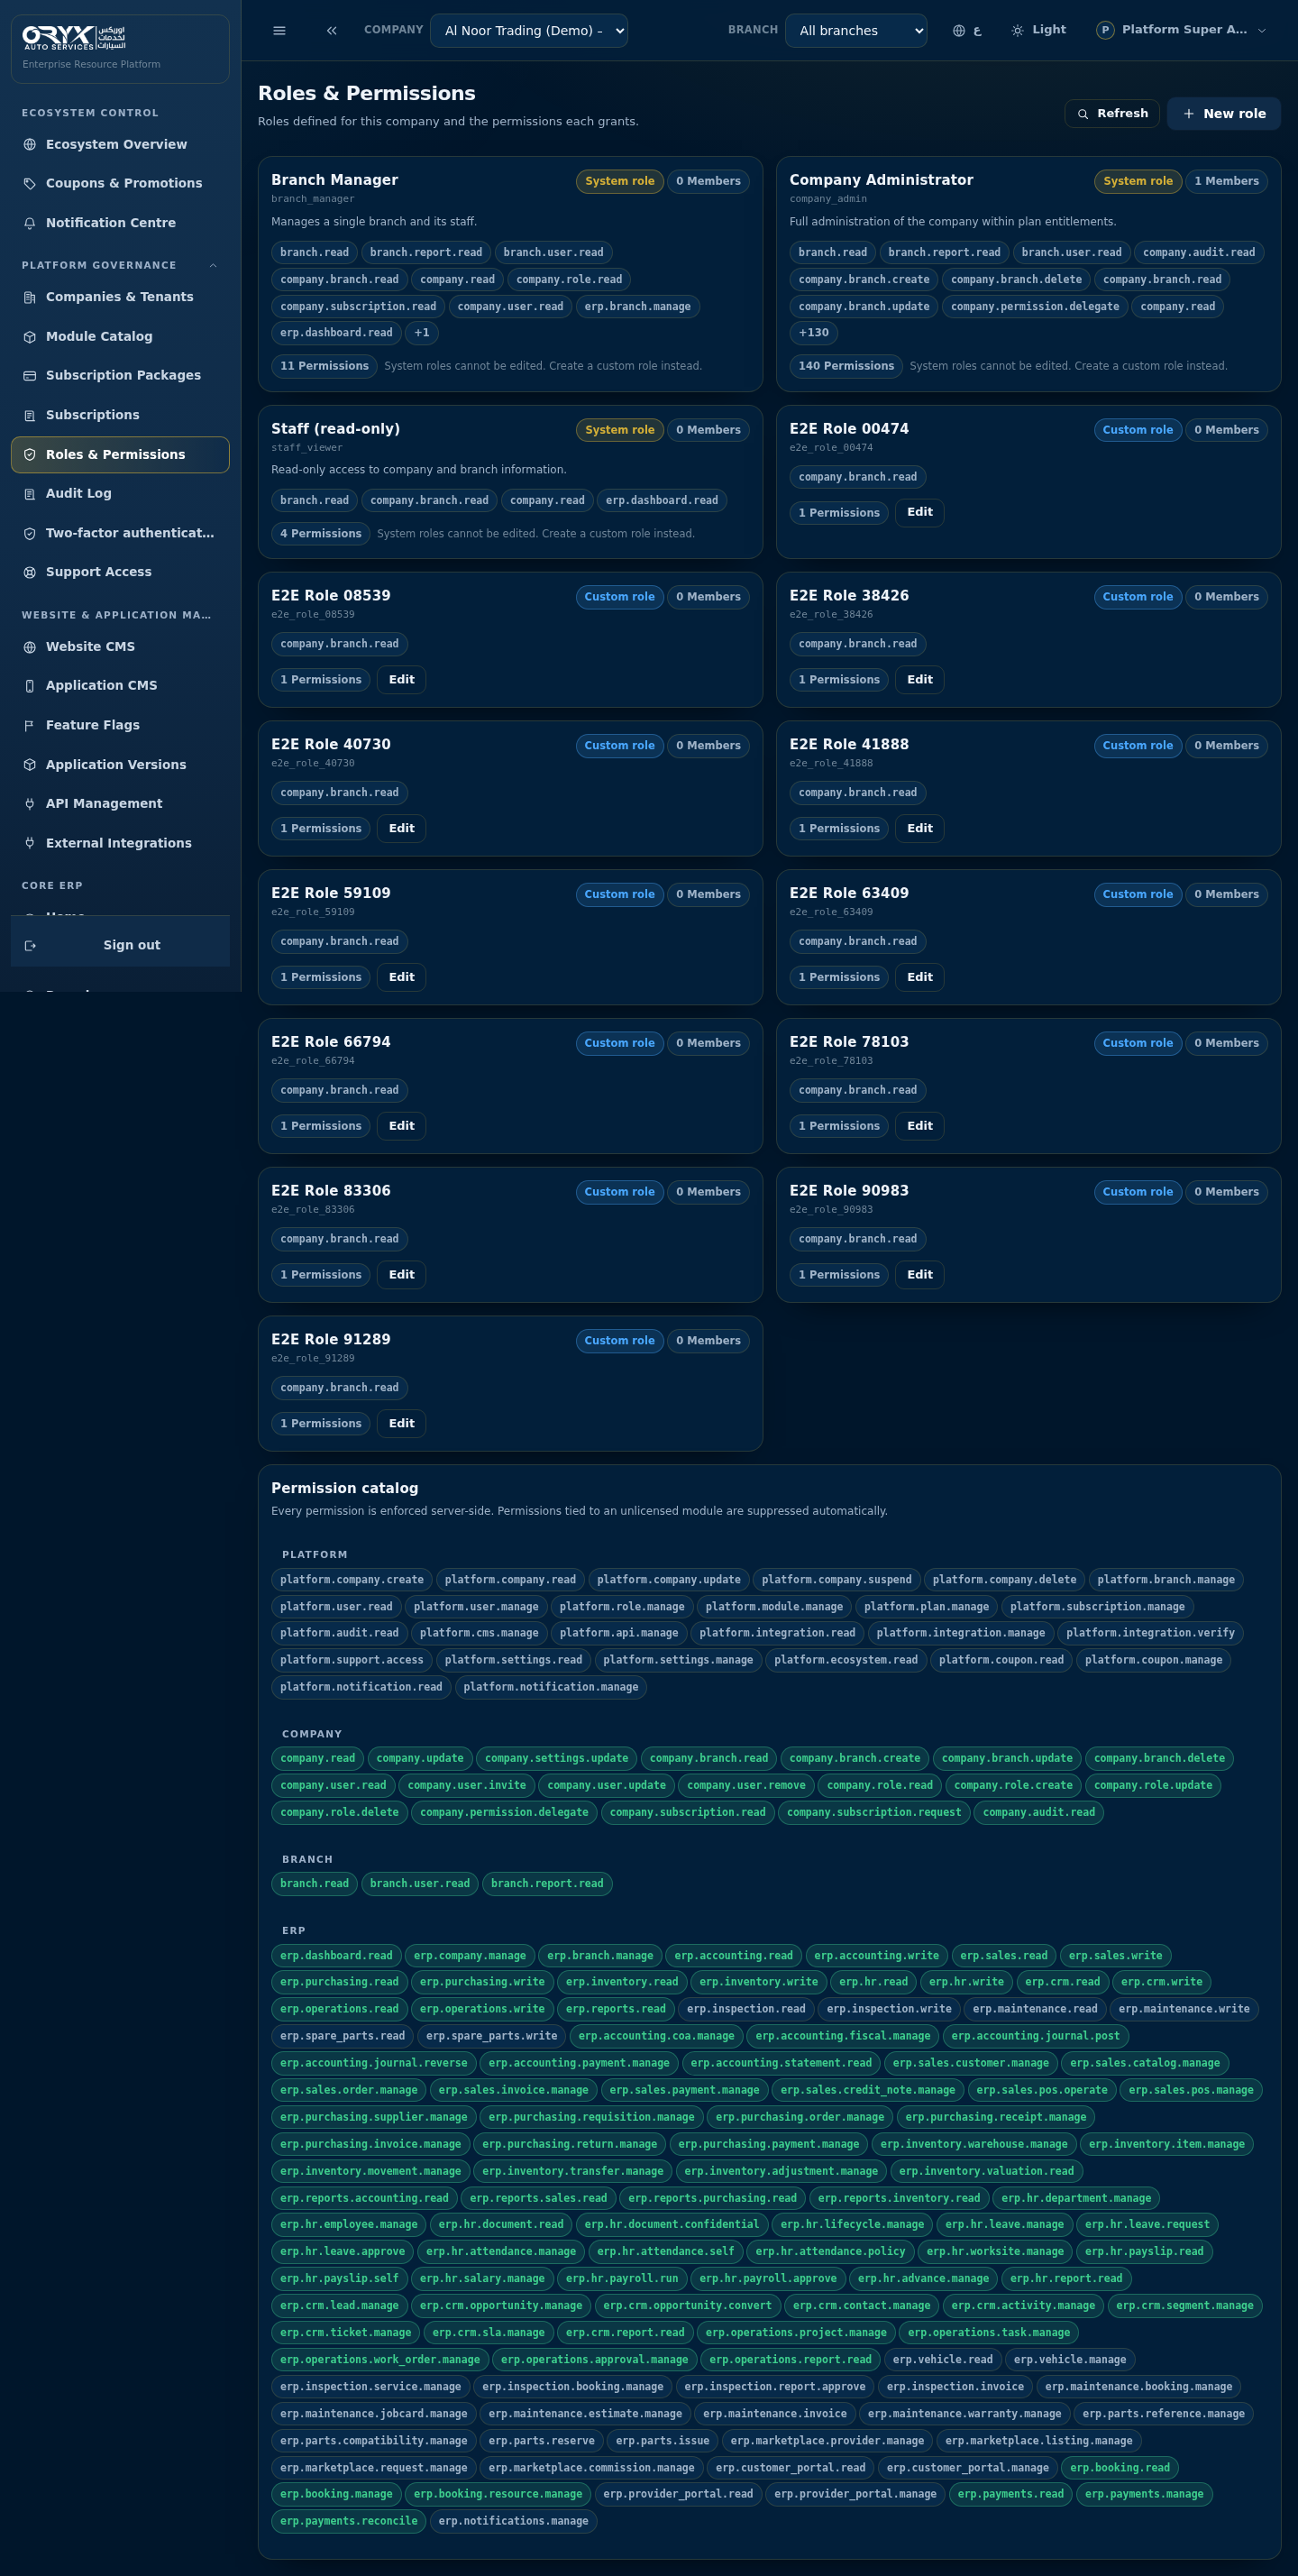 ORYX اوريكس
AUTO SERVICES لخدمات السيارات
Enterprise Resource Platform
ECOSYSTEM CONTROL
Ecosystem Overview
Coupons & Promotions
Notification Centre
PLATFORM GOVERNANCE
Companies & Tenants
Module Catalog
Subscription Packages
Subscriptions
Roles & Permissions
Audit Log
Two-factor authenticat...
Support Access
WEBSITE & APPLICATION MA...
Website CMS
Application CMS
Feature Flags
Application Versions
API Management
External Integrations
CORE ERP
Sign out
COMPANY Al Noor Trading (Demo) – BRANCH All branches ع Light P Platform Super A...
Roles & Permissions
Roles defined for this company and the permissions each grants.
Refresh New role
Branch Manager System role 0 Members
branch_manager
Manages a single branch and its staff.
branch.read branch.report.read branch.user.read
company.branch.read company.read company.role.read
company.subscription.read company.user.read erp.branch.manage
erp.dashboard.read +1
11 Permissions System roles cannot be edited. Create a custom role instead.
Company Administrator System role 1 Members
company_admin
Full administration of the company within plan entitlements.
branch.read branch.report.read branch.user.read company.audit.read
company.branch.create company.branch.delete company.branch.read
company.branch.update company.permission.delegate company.read
+130
140 Permissions System roles cannot be edited. Create a custom role instead.
Staff (read-only) System role 0 Members
staff_viewer
Read-only access to company and branch information.
branch.read company.branch.read company.read erp.dashboard.read
4 Permissions System roles cannot be edited. Create a custom role instead.
E2E Role 00474 Custom role 0 Members
e2e_role_00474
company.branch.read
1 Permissions Edit
E2E Role 08539 Custom role 0 Members
e2e_role_08539
company.branch.read
1 Permissions Edit
E2E Role 38426 Custom role 0 Members
e2e_role_38426
company.branch.read
1 Permissions Edit
E2E Role 40730 Custom role 0 Members
e2e_role_40730
company.branch.read
1 Permissions Edit
E2E Role 41888 Custom role 0 Members
e2e_role_41888
company.branch.read
1 Permissions Edit
E2E Role 59109 Custom role 0 Members
e2e_role_59109
company.branch.read
1 Permissions Edit
E2E Role 63409 Custom role 0 Members
e2e_role_63409
company.branch.read
1 Permissions Edit
E2E Role 66794 Custom role 0 Members
e2e_role_66794
company.branch.read
1 Permissions Edit
E2E Role 78103 Custom role 0 Members
e2e_role_78103
company.branch.read
1 Permissions Edit
E2E Role 83306 Custom role 0 Members
e2e_role_83306
company.branch.read
1 Permissions Edit
E2E Role 90983 Custom role 0 Members
e2e_role_90983
company.branch.read
1 Permissions Edit
E2E Role 91289 Custom role 0 Members
e2e_role_91289
company.branch.read
1 Permissions Edit
Permission catalog
Every permission is enforced server-side. Permissions tied to an unlicensed module are suppressed automatically.
PLATFORM
platform.company.create platform.company.read platform.company.update platform.company.suspend platform.company.delete platform.branch.manage
platform.user.read platform.user.manage platform.role.manage platform.module.manage platform.plan.manage platform.subscription.manage
platform.audit.read platform.cms.manage platform.api.manage platform.integration.read platform.integration.manage platform.integration.verify
platform.support.access platform.settings.read platform.settings.manage platform.ecosystem.read platform.coupon.read platform.coupon.manage
platform.notification.read platform.notification.manage
COMPANY
company.read company.update company.settings.update company.branch.read company.branch.create company.branch.update company.branch.delete
company.user.read company.user.invite company.user.update company.user.remove company.role.read company.role.create company.role.update
company.role.delete company.permission.delegate company.subscription.read company.subscription.request company.audit.read
BRANCH
branch.read branch.user.read branch.report.read
ERP
erp.dashboard.read erp.company.manage erp.branch.manage erp.accounting.read erp.accounting.write erp.sales.read erp.sales.write
erp.purchasing.read erp.purchasing.write erp.inventory.read erp.inventory.write erp.hr.read erp.hr.write erp.crm.read erp.crm.write
erp.operations.read erp.operations.write erp.reports.read erp.inspection.read erp.inspection.write erp.maintenance.read erp.maintenance.write
erp.spare_parts.read erp.spare_parts.write erp.accounting.coa.manage erp.accounting.fiscal.manage erp.accounting.journal.post
erp.accounting.journal.reverse erp.accounting.payment.manage erp.accounting.statement.read erp.sales.customer.manage erp.sales.catalog.manage
erp.sales.order.manage erp.sales.invoice.manage erp.sales.payment.manage erp.sales.credit_note.manage erp.sales.pos.operate erp.sales.pos.manage
erp.purchasing.supplier.manage erp.purchasing.requisition.manage erp.purchasing.order.manage erp.purchasing.receipt.manage
erp.purchasing.invoice.manage erp.purchasing.return.manage erp.purchasing.payment.manage erp.inventory.warehouse.manage erp.inventory.item.manage
erp.inventory.movement.manage erp.inventory.transfer.manage erp.inventory.adjustment.manage erp.inventory.valuation.read
erp.reports.accounting.read erp.reports.sales.read erp.reports.purchasing.read erp.reports.inventory.read erp.hr.department.manage
erp.hr.employee.manage erp.hr.document.read erp.hr.document.confidential erp.hr.lifecycle.manage erp.hr.leave.manage erp.hr.leave.request
erp.hr.leave.approve erp.hr.attendance.manage erp.hr.attendance.self erp.hr.attendance.policy erp.hr.worksite.manage erp.hr.payslip.read
erp.hr.payslip.self erp.hr.salary.manage erp.hr.payroll.run erp.hr.payroll.approve erp.hr.advance.manage erp.hr.report.read
erp.crm.lead.manage erp.crm.opportunity.manage erp.crm.opportunity.convert erp.crm.contact.manage erp.crm.activity.manage erp.crm.segment.manage
erp.crm.ticket.manage erp.crm.sla.manage erp.crm.report.read erp.operations.project.manage erp.operations.task.manage
erp.operations.work_order.manage erp.operations.approval.manage erp.operations.report.read erp.vehicle.read erp.vehicle.manage
erp.inspection.service.manage erp.inspection.booking.manage erp.inspection.report.approve erp.inspection.invoice erp.maintenance.booking.manage
erp.maintenance.jobcard.manage erp.maintenance.estimate.manage erp.maintenance.invoice erp.maintenance.warranty.manage erp.parts.reference.manage
erp.parts.compatibility.manage erp.parts.reserve erp.parts.issue erp.marketplace.provider.manage erp.marketplace.listing.manage
erp.marketplace.request.manage erp.marketplace.commission.manage erp.customer_portal.read erp.customer_portal.manage erp.booking.read
erp.booking.manage erp.booking.resource.manage erp.provider_portal.read erp.provider_portal.manage erp.payments.read erp.payments.manage
erp.payments.reconcile erp.notifications.manage